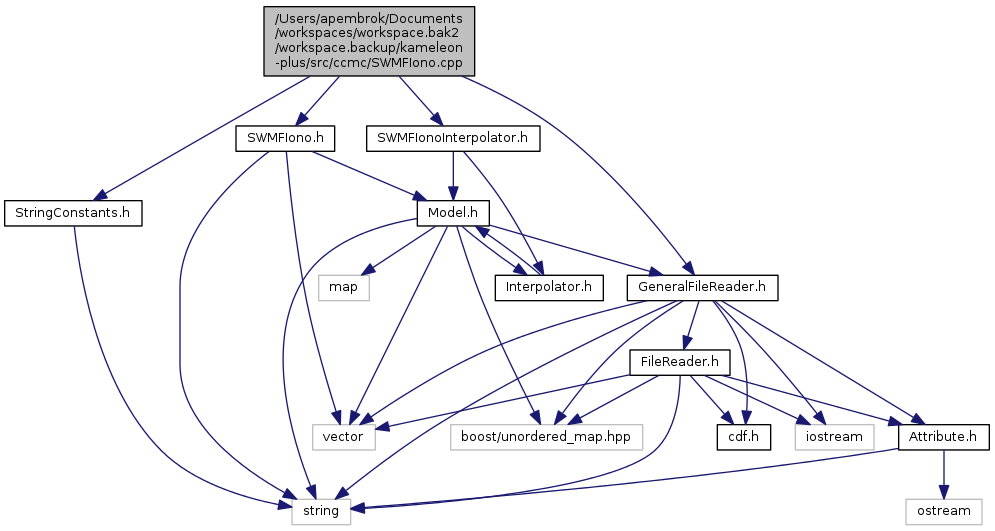 /Users/apembrok/Documents
/workspaces/workspace.bak2
/workspace.backup/kameleon
-plus/src/ccmc/SWMFIono.cpp
SWMFIono.h
SWMFIonoInterpolator.h
StringConstants.h
Model.h
map
Interpolator.h
GeneralFileReader.h
FileReader.h
vector
boost/unordered_map.hpp
cdf.h
iostream
Attribute.h
string
ostream